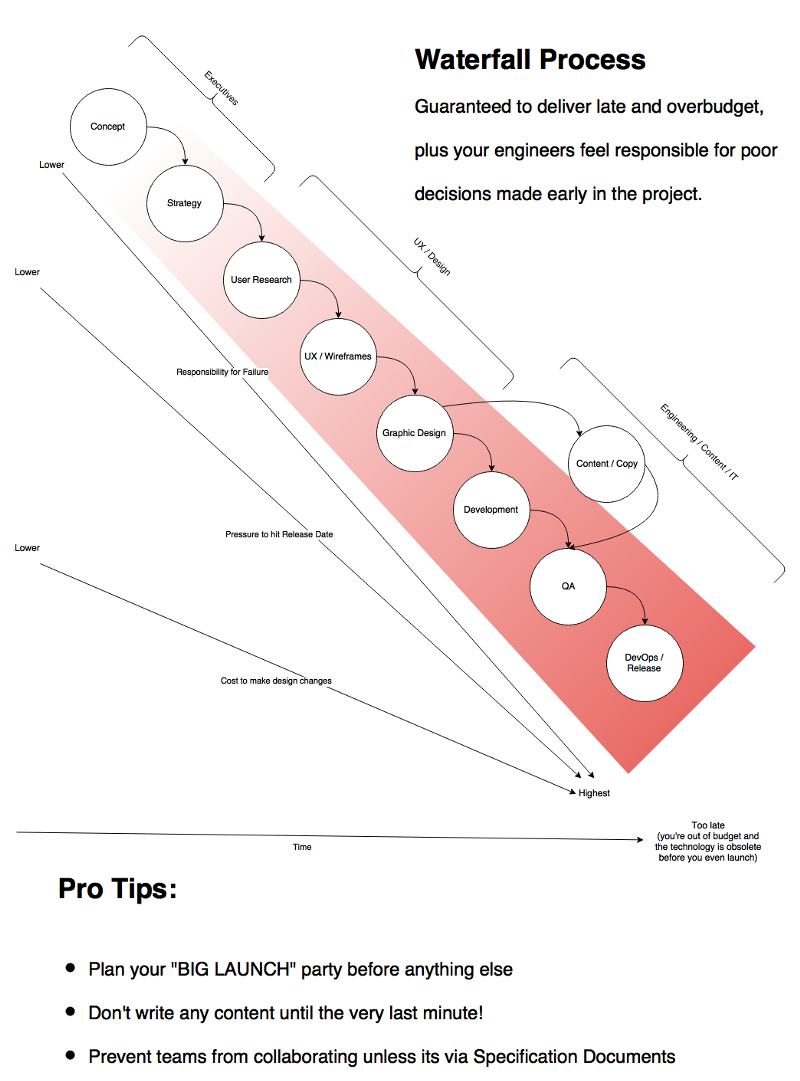 Waterfall Process
Guaranteed to deliver late and overbudget,
plus your engineers feel responsible for poor
decisions made early in the project.
Executives
Concept
Lower
Strategy
UX / Design
Lower
User Research
UX / Wireframes
Responsibility for Failure
Engineering / Content / IT
Graphic Design
Content / Copy
Development
Pressure to hit Release Date
Lower
QA
DevOps /
Release
Cost to make design changes
Highest
Time
Too late
(you're out of budget and
the technology is obsolete
before you even launch)
Pro Tips:
• Plan your "BIG LAUNCH" party before anything else
• Don't write any content until the very last minute!
• Prevent teams from collaborating unless its via Specification Documents